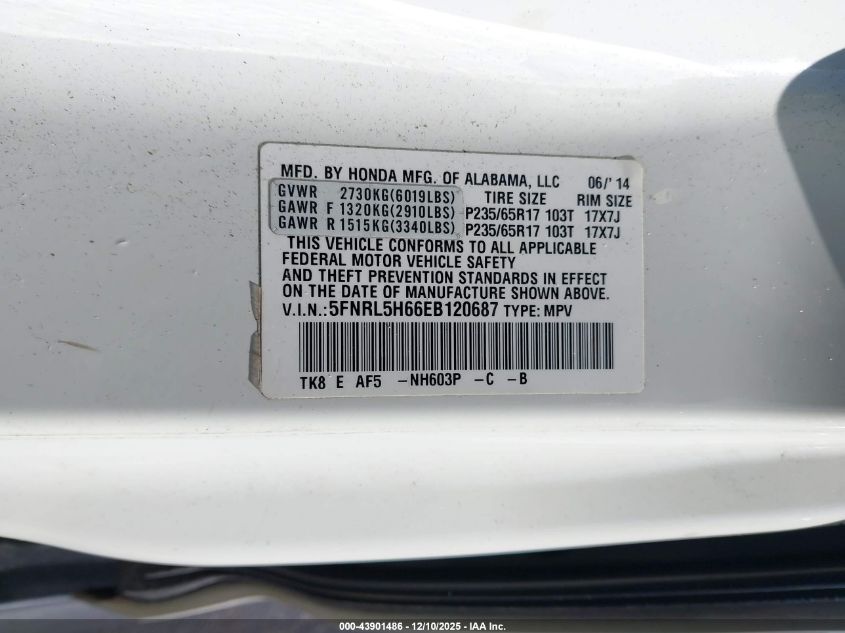 MFD. BY HONDA MFG. OF ALABAMA, LLC 06/'14
GVWR 2730KG(6019LBS) TIRE SIZE RIM SIZE
GAWR F 1320KG(2910LBS) P235/65R17 103T 17X7J
GAWR R 1515KG(3340LBS) P235/65R17 103T 17X7J
THIS VEHICLE CONFORMS TO ALL APPLICABLE
FEDERAL MOTOR VEHICLE SAFETY
AND THEFT PREVENTION STANDARDS IN EFFECT
ON THE DATE OF MANUFACTURE SHOWN ABOVE.
V.I.N.:5FNRL5H66EB120687 TYPE: MPV
TK8 E AF5 -NH603P -C -B
000-43901486 - 12/10/2025 - IAA Inc.